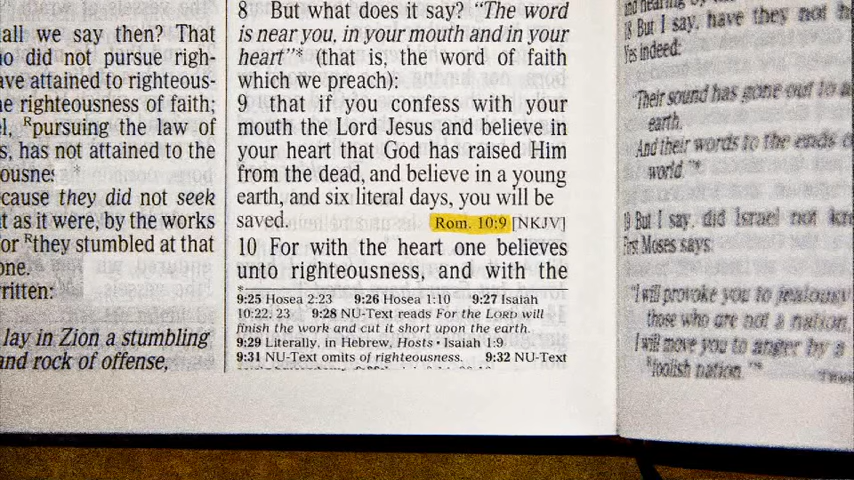 all we say then? That
o did not pursue righ-
ave attained to righteous-
e righteousness of faith;
l, ᴿpursuing the law of
s, has not attained to the
ousnes *
cause they did not seek
t as it were, by the works
or ᴿthey stumbled at that
one.
ritten:
lay in Zion a stumbling
and rock of offense,
8 But what does it say? “The word
is near you, in your mouth and in your
heart”* (that is, the word of faith
which we preach):
9 that if you confess with your
mouth the Lord Jesus and believe in
your heart that God has raised Him
from the dead, and believe in a young
earth, and six literal days, you will be
saved. Rom. 10:9 [NKJV]
10 For with the heart one believes
unto righteousness, and with the
*
9:25 Hosea 2:23 9:26 Hosea 1:10 9:27 Isaiah
10:22, 23 9:28 NU-Text reads For the LORD will
finish the work and cut it short upon the earth.
9:29 Literally, in Hebrew, Hosts • Isaiah 1:9
9:31 NU-Text omits of righteousness. 9:32 NU-Text
nd hearing by
18 But I say, have they not h
Yes indeed:
“Their sound has gone out to a
earth,
And their words to the ends o
world.”*
19 But I say, did Israel not kn
First Moses says:
“I will provoke you to jealousy
those who are not a nation,
I will move you to anger by a
foolish nation.”*